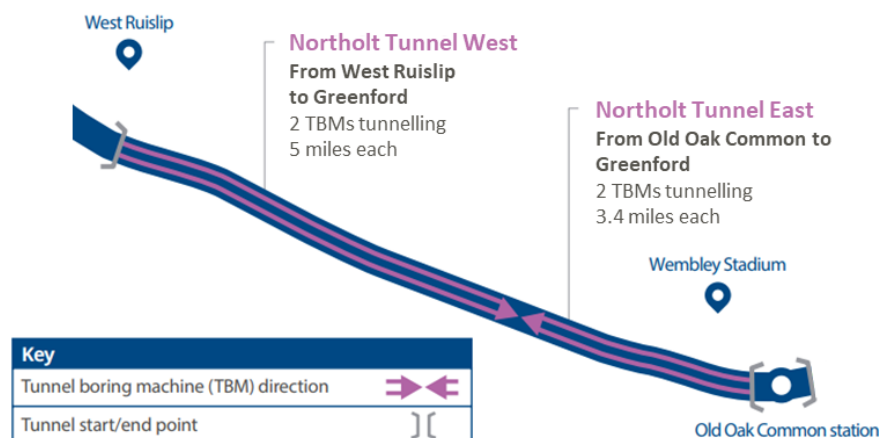 West Ruislip
Northolt Tunnel West
From West Ruislip
to Greenford
2 TBMs tunnelling
5 miles each
Northolt Tunnel East
From Old Oak Common to
Greenford
2 TBMs tunnelling
3.4 miles each
Wembley Stadium
Key
Tunnel boring machine (TBM) direction
Tunnel start/end point
Old Oak Common station